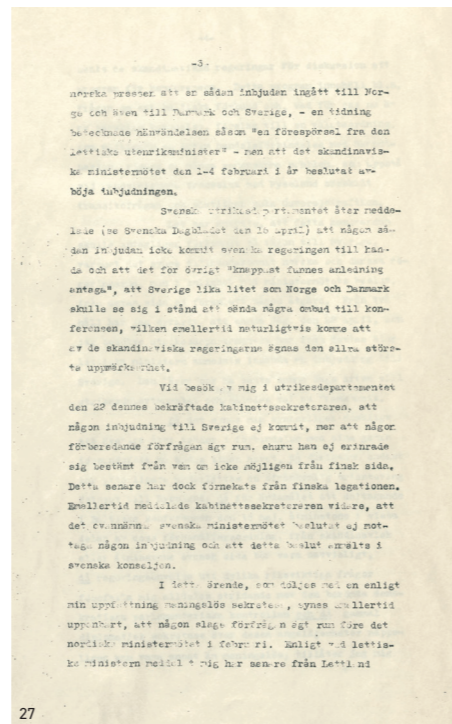 -3-
norska pressen att en sådan inbjudan ingått till Nor-
ge och även till Danmark och Sverige, - en tidning
betecknade hänvändelsen såsom "en förespörsel fra den
lettiske utenriksminister" - men att det skandinavis-
ka ministermötet den 1-4 februari i år beslutat av-
böja inbjudningen.
Svenska utrikesdepartementet åter medde-
lade (se Svenska Dagbladet den 16 april) att någon så-
dan inbjudan icke kommit svenska regeringen till kän-
da och att det för övrigt "knappast funnes anledning
antaga", att Sverige lika litet som Norge och Danmark
skulle se sig i stånd att sända några ombud till kon-
ferensen, vilken emellertid naturligtvis komme att
av de skandinaviska regeringarne ägnas den allra störs-
ta uppmärksamhet.
Vid besök av mig i utrikesdepartementet
den 22 dennes bekräftade kabinettssekreteraren, att
någon inbjudning till Sverige ej kommit, men att någon
förberedande förfrågan ägt rum, ehuru han ej erinrade
sig bestämt från vem om icke möjligen från finsk sida.
Detta senare har dock förnekats från finska legationen.
Emellertid meddelade kabinettssekreteraren vidare, att
det ovannämnda svenska ministermötet beslutat ej mot-
taga någon inbjudning och att detta beslut anmälts i
svenska konseljen.
I detta ärende, som döljes med en enligt
min uppfattning meningslös sekretess, synes emellertid
uppenbart, att någon slags förfrågan ägt rum före det
nordiska ministermötet i februari. Enligt vad lettis-
ke ministern meddelat mig har senare från Lettland
27